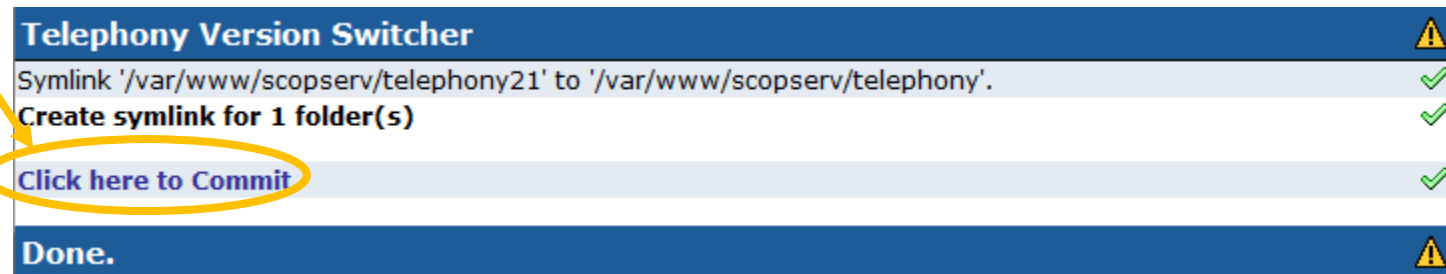 Telephony Version Switcher
Symlink '/var/www/scopserv/telephony21' to '/var/www/scopserv/telephony'.
Create symlink for 1 folder(s)
Click here to Commit
Done.